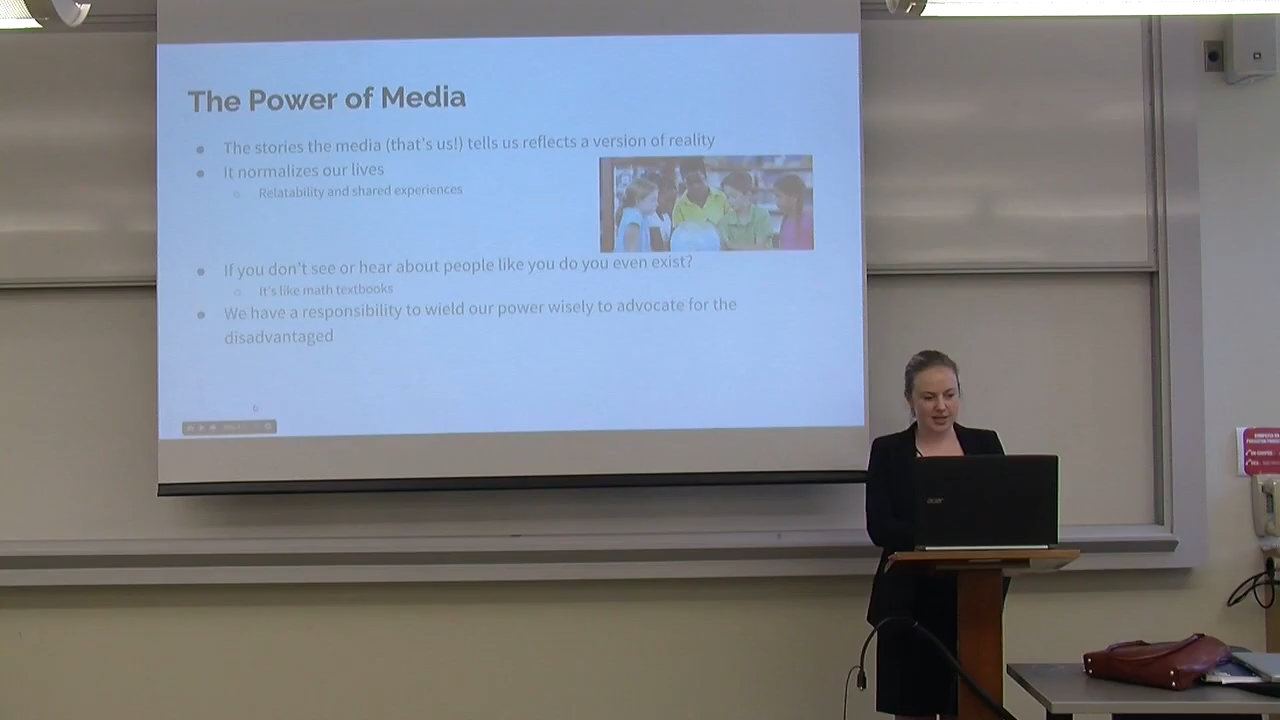 The Power of Media
● The stories the media (that's us!) tells us reflects a version of reality
● It normalizes our lives
○ Relatability and shared experiences
● If you don't see or hear about people like you do you even exist?
○ It's like math textbooks
● We have a responsibility to wield our power wisely to advocate for the
disadvantaged
acer